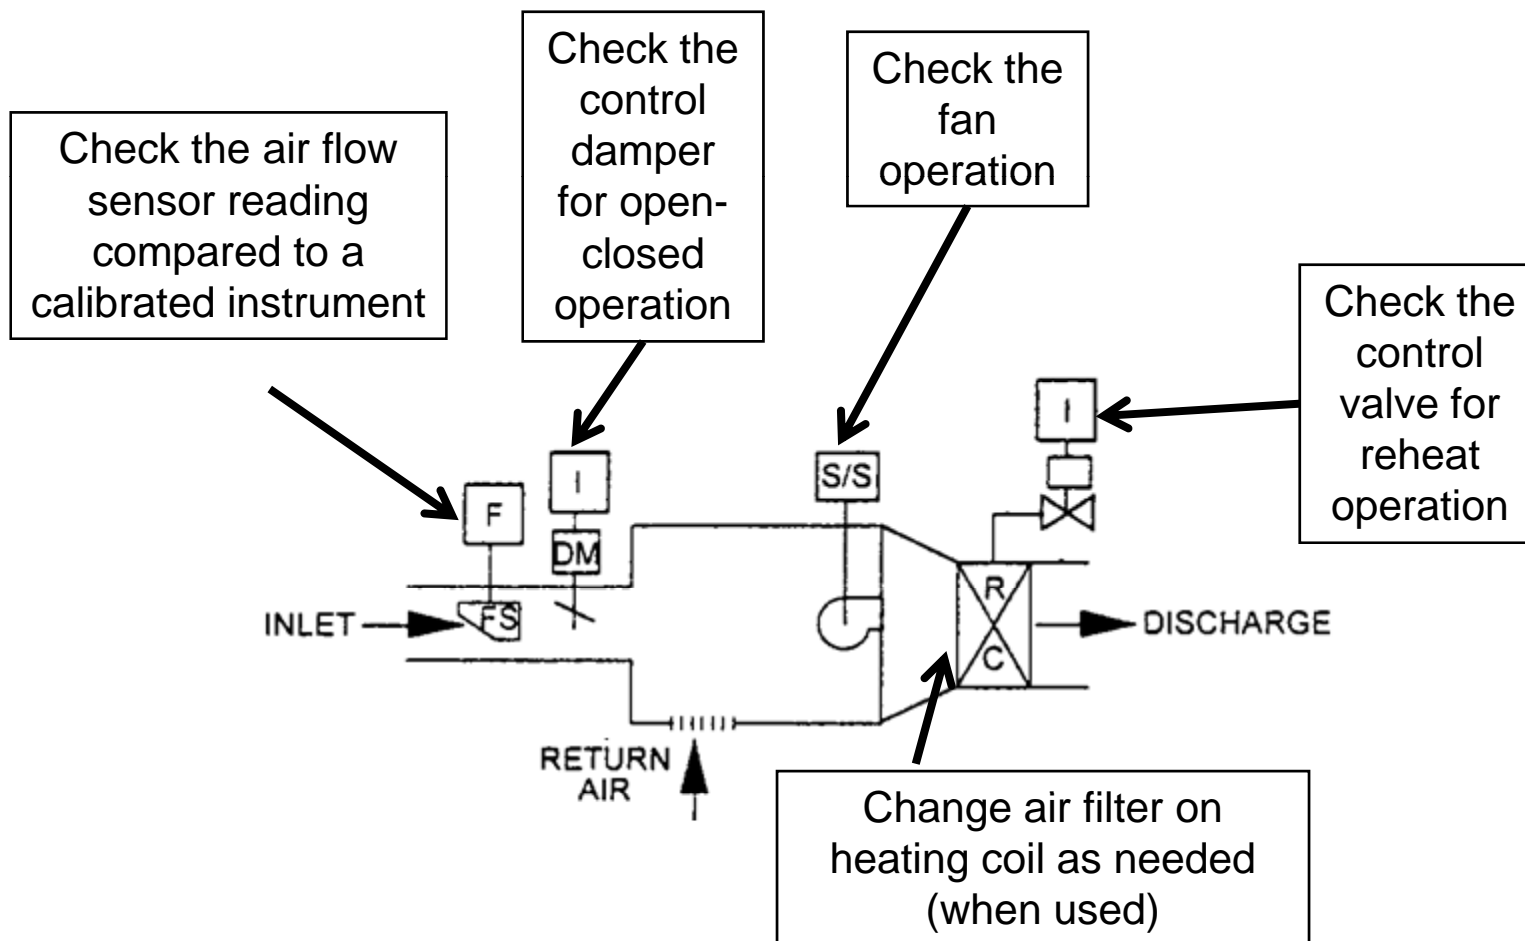 Check the air flow
sensor reading
compared to a
calibrated instrument
Check the
control
damper
for open-
closed
operation
Check the
fan
operation
Check the
control
valve for
reheat
operation
I
I
S/S
F
DM
FS
R
C
INLET
DISCHARGE
RETURN
AIR
Change air filter on
heating coil as needed
(when used)